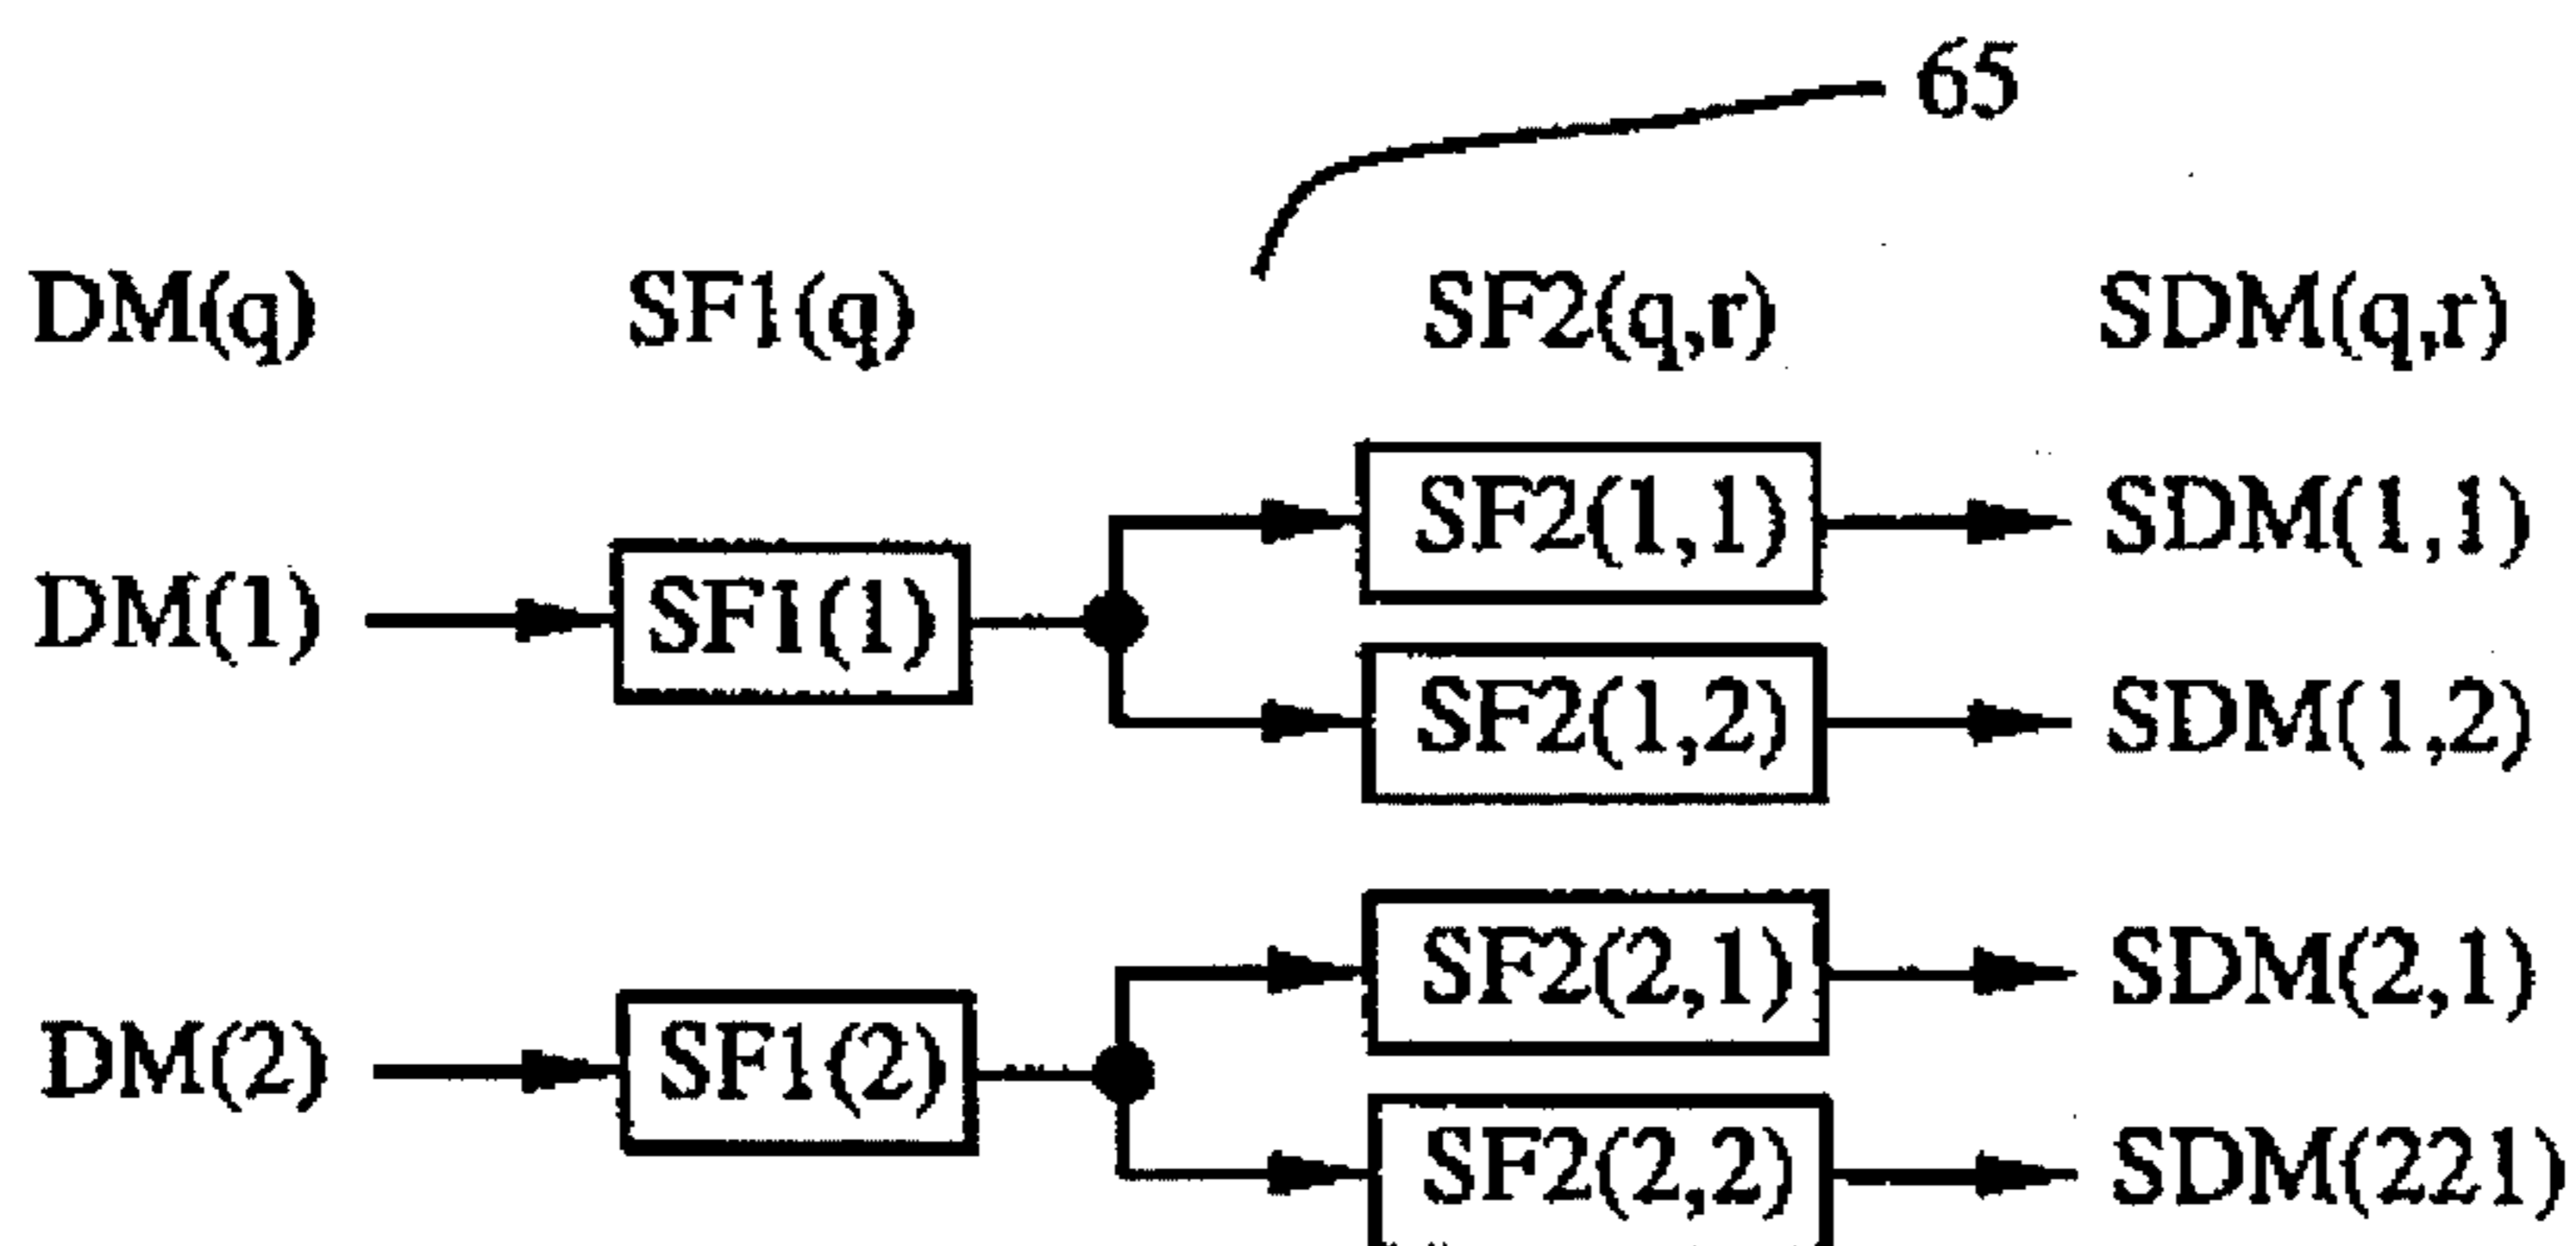 65
DM(q) SF1(q) SF2(q,r) SDM(q,r)
SF2(1,1) SDM(1,1)
DM(1) SF1(1)
SF2(1,2) SDM(1,2)
SF2(2,1) SDM(2,1)
DM(2) SF1(2)
SF2(2,2) SDM(221)